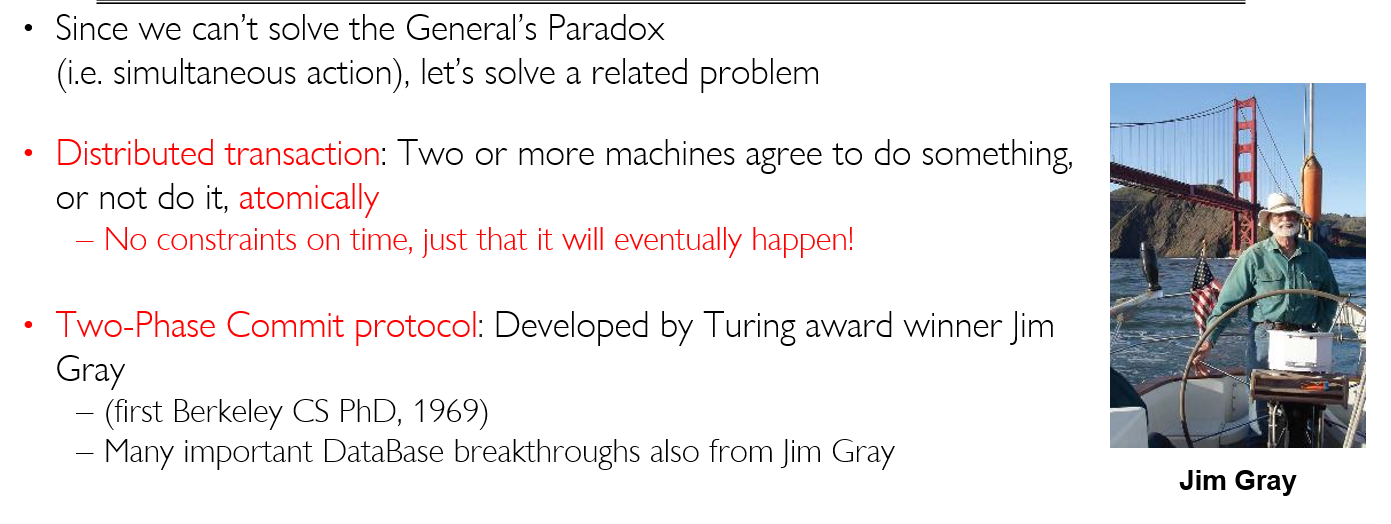 • Since we can’t solve the General’s Paradox
(i.e. simultaneous action), let’s solve a related problem
• Distributed transaction: Two or more machines agree to do something,
or not do it, atomically
– No constraints on time, just that it will eventually happen!
• Two-Phase Commit protocol: Developed by Turing award winner Jim
Gray
– (first Berkeley CS PhD, 1969)
– Many important DataBase breakthroughs also from Jim Gray
Jim Gray